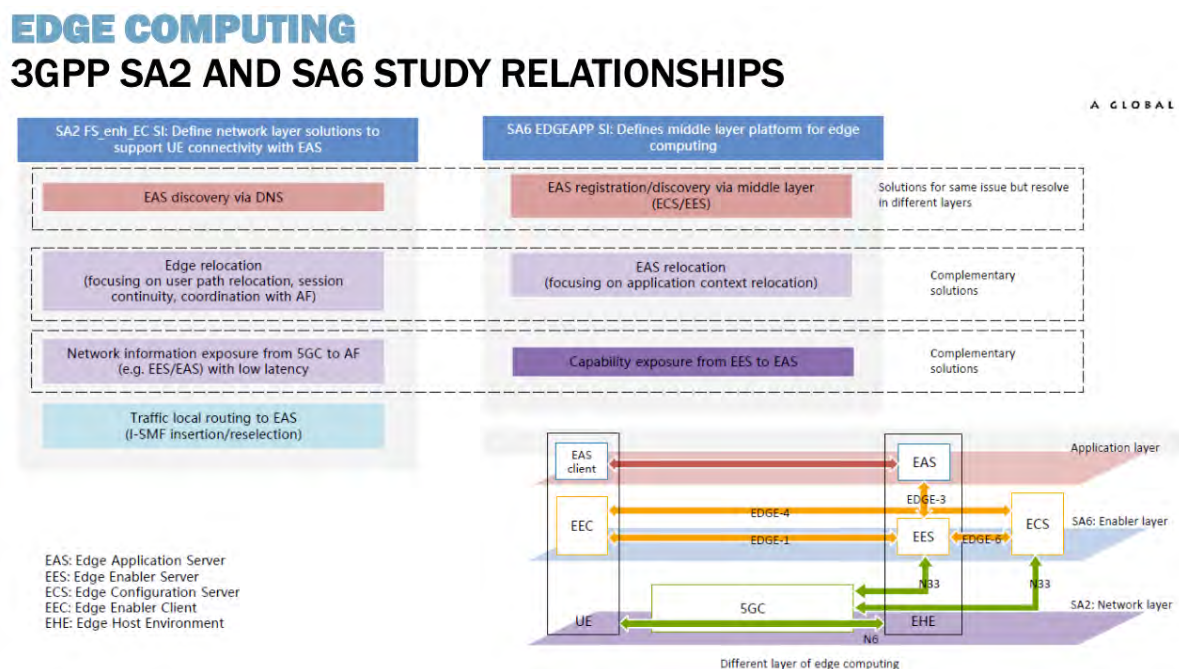 EDGE COMPUTING
3GPP SA2 AND SA6 STUDY RELATIONSHIPS
A GLOBAL
SA2 FS_enh_EC SI: Define network layer solutions to
support UE connectivity with EAS
SA6 EDGEAPP SI: Defines middle layer platform for edge
computing
EAS discovery via DNS
EAS registration/discovery via middle layer
(ECS/EES)
Solutions for same issue but resolve
in different layers
Edge relocation
(focusing on user path relocation, session
continuity, coordination with AF)
EAS relocation
(focusing on application context relocation)
Complementary
solutions
Network information exposure from 5GC to AF
(e.g. EES/EAS) with low latency
Capability exposure from EES to EAS
Complementary
solutions
Traffic local routing to EAS
(I-SMF insertion/reselection)
EAS: Edge Application Server
EES: Edge Enabler Server
ECS: Edge Configuration Server
EEC: Edge Enabler Client
EHE: Edge Host Environment
Application layer
EAS
client
EAS
EDGE-3
EEC
EDGE-4
ECS
SA6: Enabler layer
EDGE-1
EES
EDGE-6
N33
N33
5GC
SA2: Network layer
UE
EHE
N6
Different layer of edge computing